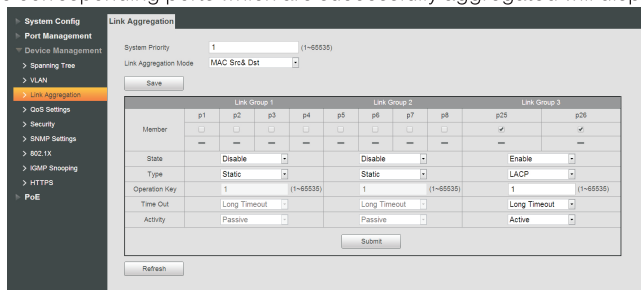 System Config
Port Management
Device Management
> Spanning Tree
> VLAN
> Link Aggregation
> QoS Settings
> Security
> SNMP Settings
> 802.1X
> IGMP Snooping
> HTTPS
PoE
Link Aggregation
System Priority 1 (1~65535)
Link Aggregation Mode MAC Src& Dst
Save
Link Group 1 Link Group 2 Link Group 3
Member p1 p2 p3 p4 p5 p6 p7 p8 p25 p26
State Disable Disable Enable
Type Static Static LACP
Operation Key 1 (1~65535) 1 (1~65535) 1 (1~65535)
Time Out Long Timeout Long Timeout Long Timeout
Activity Passive Passive Active
Submit
Refresh